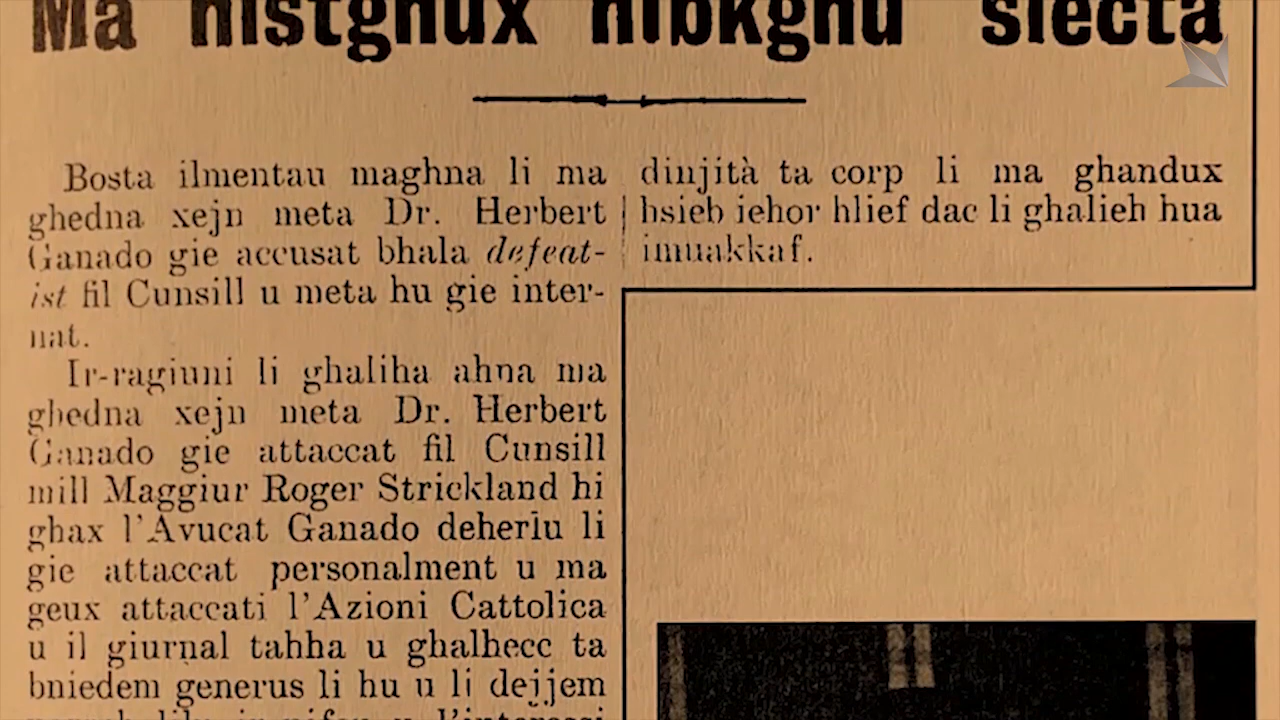 Ma nistghux nibkghu siecta
Bosta ilmentau maghna li ma
ghedna xejn meta Dr. Herbert
Ganado gie accusat bhala defeat-
ist fil Cunsill u meta hu gie inter-
nat.
Ir-ragiuni li ghaliha ahna ma
ghedna xejn meta Dr. Herbert
Ganado gie attaccat fil Cunsill
mill Maggiur Roger Strickland hi
ghax l'Avucat Ganado deherlu li
gie attaccat personalment u ma
geux attaccati l'Azioni Cattolica
u il giurnal tahha u ghalhecc ta
bniedem generus li hu u li dejjem
dinjità ta corp li ma ghandux
hsieb iehor hlief dac li ghalieh hua
imuakkaf.